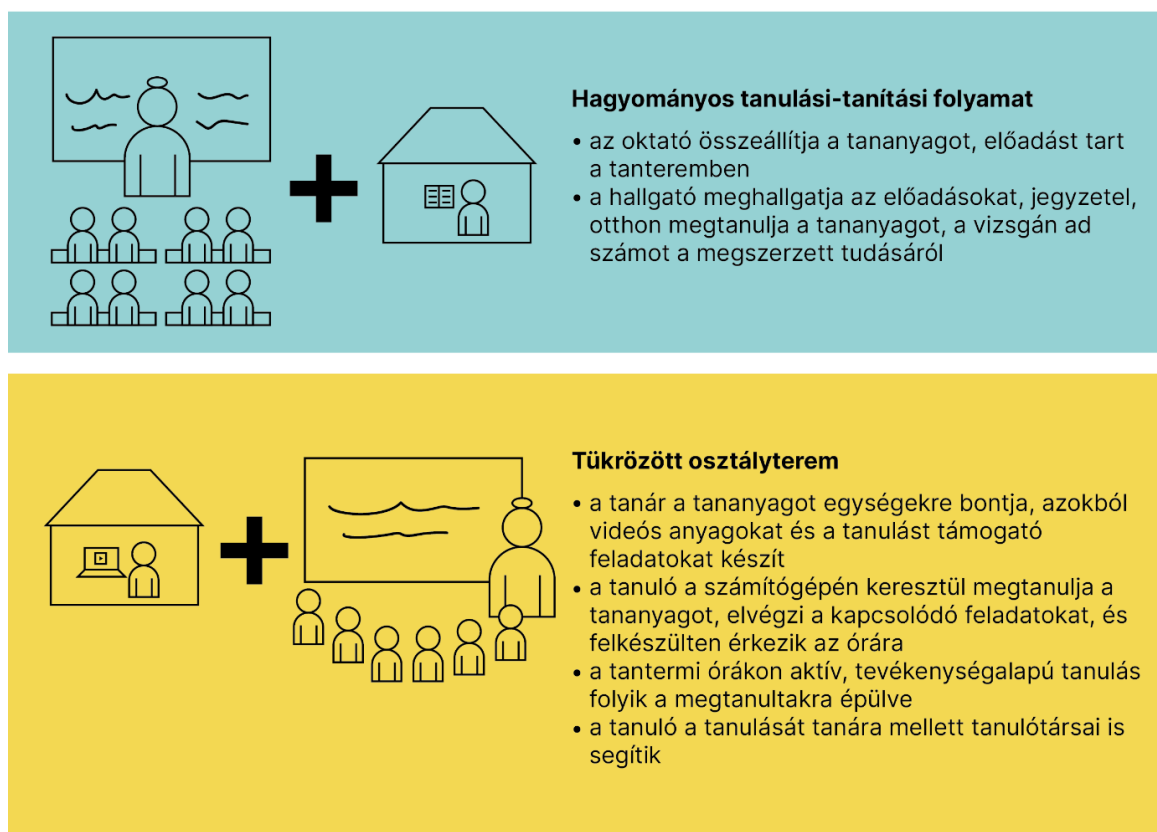 Hagyományos tanulási-tanítási folyamat
• az oktató összeállítja a tananyagot, előadást tart
a tanteremben
• a hallgató meghallgatja az előadásokat, jegyzetel,
otthon megtanulja a tananyagot, a vizsgán ad
számot a megszerzett tudásáról
Tükrözött osztályterem
• a tanár a tananyagot egységekre bontja, azokból
videós anyagokat és a tanulást támogató
feladatokat készít
• a tanuló a számítógépén keresztül megtanulja a
tananyagot, elvégzi a kapcsolódó feladatokat, és
felkészülten érkezik az órára
• a tantermi órákon aktív, tevékenységalapú tanulás
folyik a megtanultakra épülve
• a tanuló a tanulását tanára mellett tanulótársai is
segítik